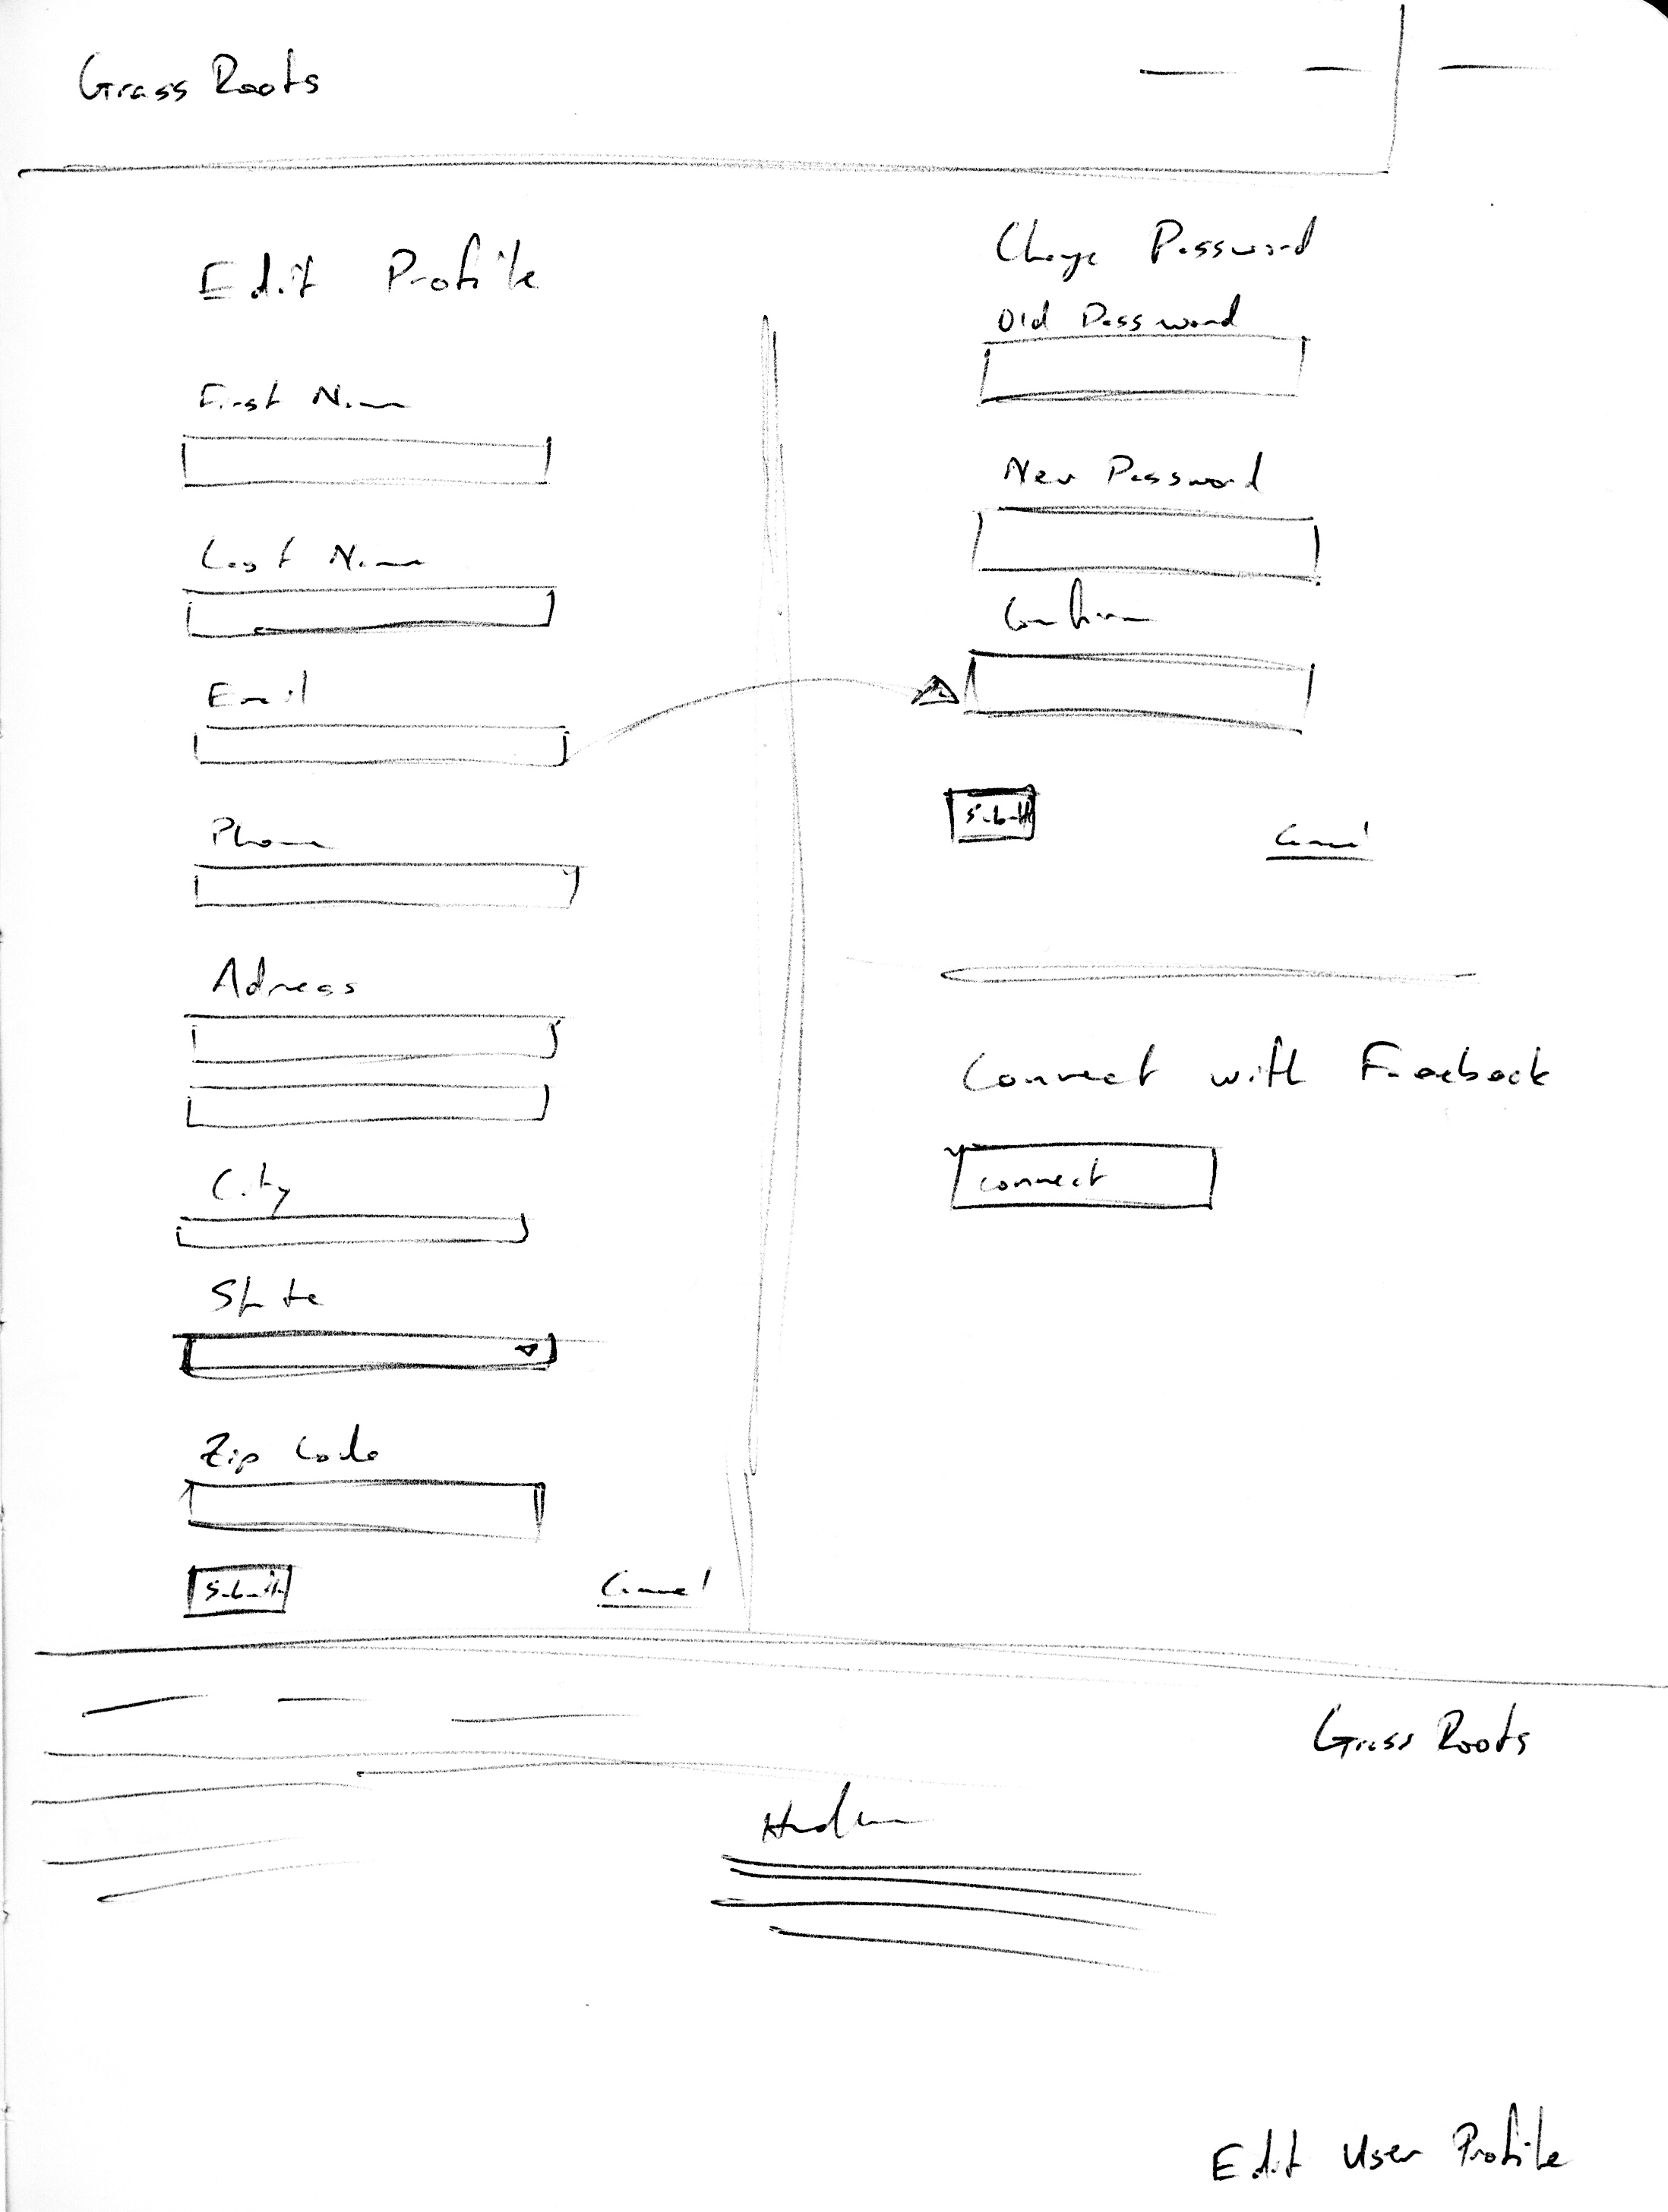 Grass Roots
Edit Profile
First Name
Last Name
Email
Phone
Adress
City
State
Zip Code
Submit
Cancel
Change Password
Old Password
New Password
Confirm
Submit
Cancel
Connect with Facebook
connect
Grass Roots
Edit User Profile